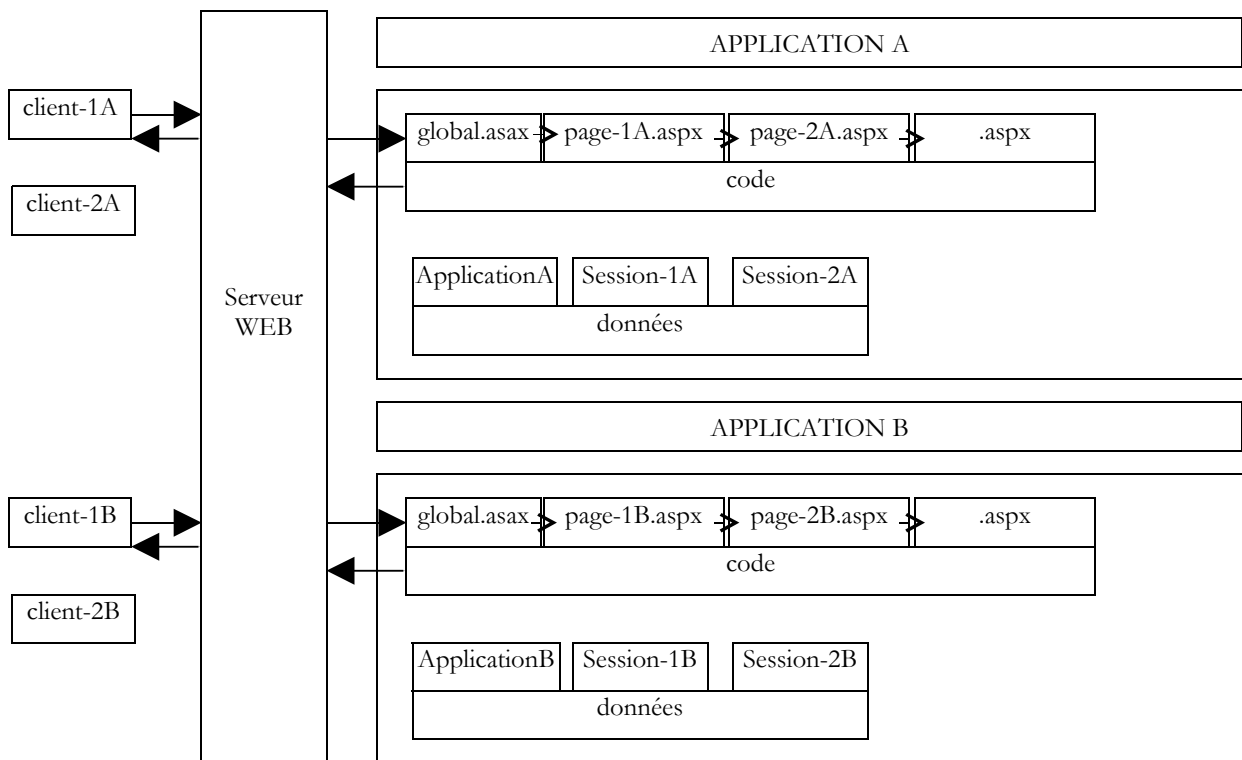 APPLICATION A
client-1A
global.asax page-1A.aspx page-2A.aspx .aspx
code
client-2A
ApplicationA Session-1A Session-2A
données
Serveur
WEB
APPLICATION B
client-1B
global.asax page-1B.aspx page-2B.aspx .aspx
code
client-2B
ApplicationB Session-1B Session-2B
données